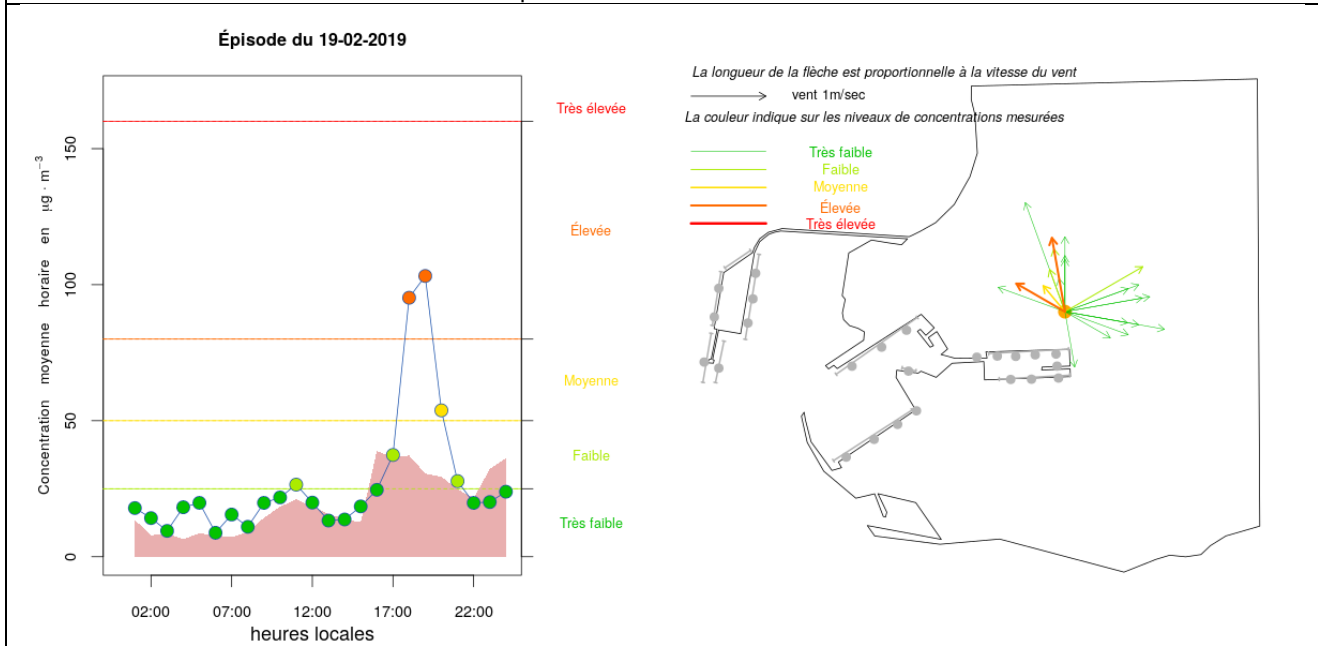 Épisode du 19-02-2019
Concentration moyenne horaire en µg · m⁻³
150
100
50
0
02:00 07:00 12:00 17:00 22:00
heures locales
Très élevée
Élevée
Moyenne
Faible
Très faible
La longueur de la flèche est proportionnelle à la vitesse du vent
vent 1m/sec
La couleur indique sur les niveaux de concentrations mesurées
Très faible
Faible
Moyenne
Élevée
Très élevée